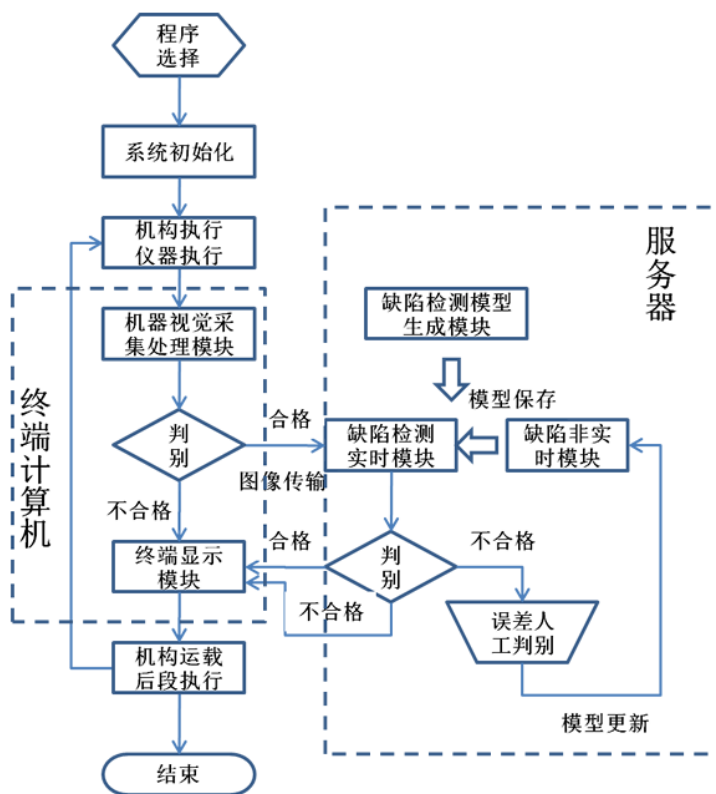 程序
选择
系统初始化
机构执行
仪器执行
服务器
缺陷检测模型
生成模块
机器视觉采
集处理模块
终端计算机
模型保存
判
别
合格
图像传输
缺陷检测
实时模块
缺陷非实
时模块
不合格
终端显示
模块
合格
判
别
不合格
不合格
误差人
工判别
机构运载
后段执行
模型更新
结束